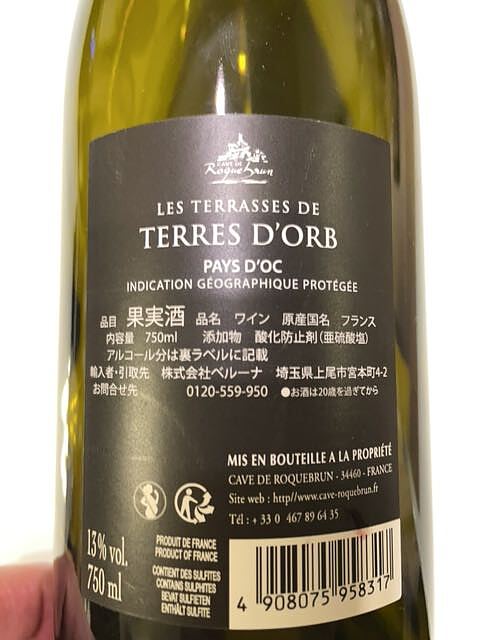 CAVE DE
Roquebrun
LES TERRASSES DE
TERRES D'ORB
PAYS D'OC
INDICATION GÉOGRAPHIQUE PROTÉGÉE
品目 果実酒 品名 ワイン 原産国名 フランス
内容量 750ml 添加物 酸化防止剤(亜硫酸塩)
アルコール分は裏ラベルに記載
輸入者・引取先 株式会社ベルーナ 埼玉県上尾市宮本町4-2
お問合せ先 0120-559-950 ●お酒は20歳を過ぎてから
MIS EN BOUTEILLE A LA PROPRIÉTÉ
CAVE DE ROQUEBRUN - 34460 - FRANCE
Site web : http//www-cave-roquebrun.fr
Tél : + 33 0 467 89 64 35
13% vol.
750 ml
PRODUIT DE FRANCE
PRODUCT OF FRANCE
CONTIENT DES SULFITES
CONTAINS SULPHITES
BEVAT SULFIETEN
ENTHÄLT SULFITE
4 908075 958317